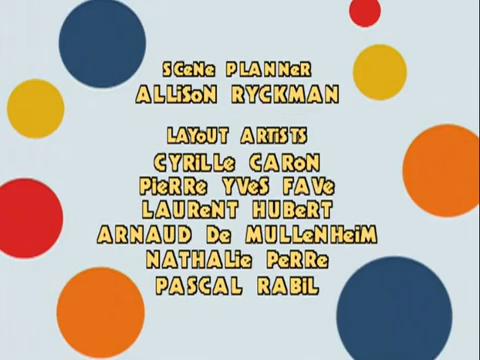 SCeNe PLANNeR
ALLiSoN RYCKMAN
LAYoUT ARTiSTS
CYRiLLe CARoN
PieRRe YVeS FAVe
LAUReNT HUBeRT
ARNAUD De MULLeNHeiM
NATHALie PeRRe
PASCAL RABiL